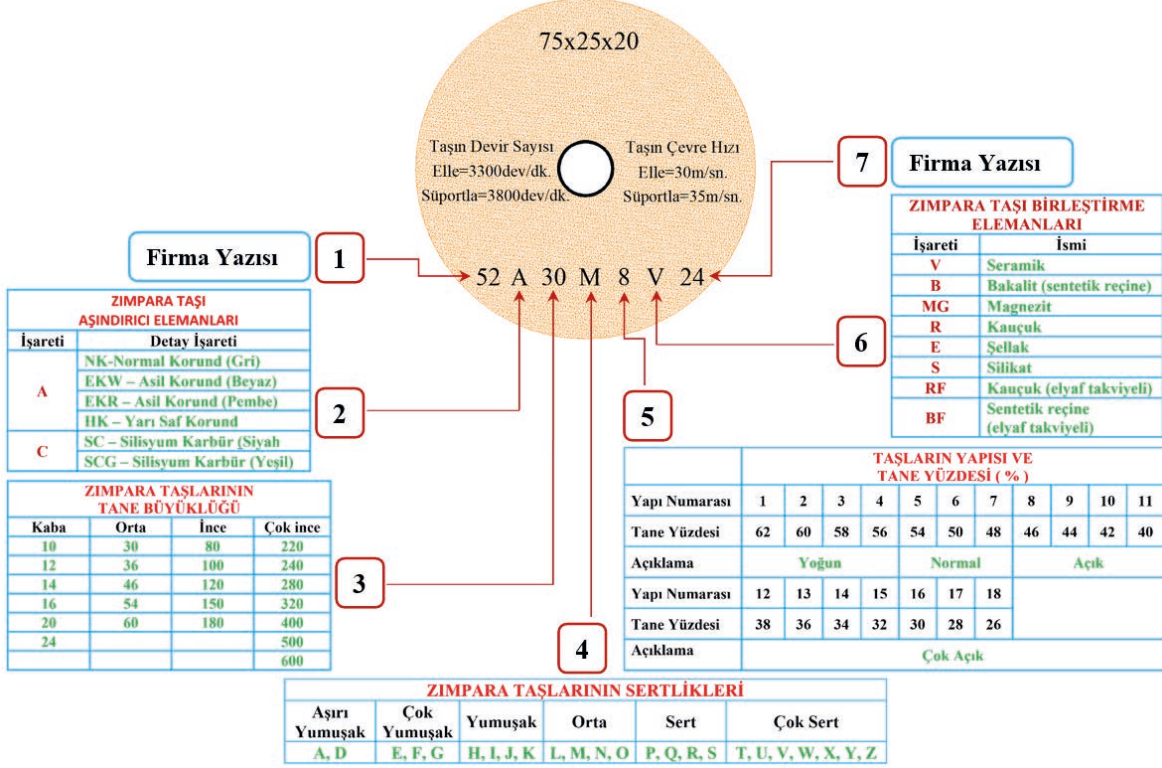 75x25x20
Taşın Devir Sayısı
Elle=3300dev/dk.
Süportla=3800dev/dk.
Taşın Çevre Hızı
Elle=30m/sn.
Süportla=35m/sn.
52 A 30 M 8 V 24
Firma Yazısı 1
ZIMPARA TAŞI
AŞINDIRICI ELEMANLARI
İşareti Detay İşareti
A
NK-Normal Korund (Gri)
EKW – Asil Korund (Beyaz)
EKR – Asil Korund (Pembe)
HK – Yarı Saf Korund
C
SC – Silisyum Karbür (Siyah
SCG – Silisyum Karbür (Yeşil)
2
ZIMPARA TAŞLARININ
TANE BÜYÜKLÜĞÜ
Kaba Orta İnce Çok ince
10 30 80 220
12 36 100 240
14 46 120 280
16 54 150 320
20 60 180 400
24 500
600
3
4
ZIMPARA TAŞLARININ SERTLİKLERİ
Aşırı Yumuşak Çok Yumuşak Yumuşak Orta Sert Çok Sert
A, D E, F, G H, I, J, K L, M, N, O P, Q, R, S T, U, V, W, X, Y, Z
5
TAŞLARIN YAPISI VE
TANE YÜZDESİ ( % )
Yapı Numarası 1 2 3 4 5 6 7 8 9 10 11
Tane Yüzdesi 62 60 58 56 54 50 48 46 44 42 40
Açıklama Yoğun Normal Açık
Yapı Numarası 12 13 14 15 16 17 18
Tane Yüzdesi 38 36 34 32 30 28 26
Açıklama Çok Açık
6
ZIMPARA TAŞI BİRLEŞTİRME
ELEMANLARI
İşareti İsmi
V Seramik
B Bakalit (sentetik reçine)
MG Magnezit
R Kauçuk
E Şellak
S Silikat
RF Kauçuk (elyaf takviyeli)
BF Sentetik reçine
(elyaf takviyeli)
7 Firma Yazısı